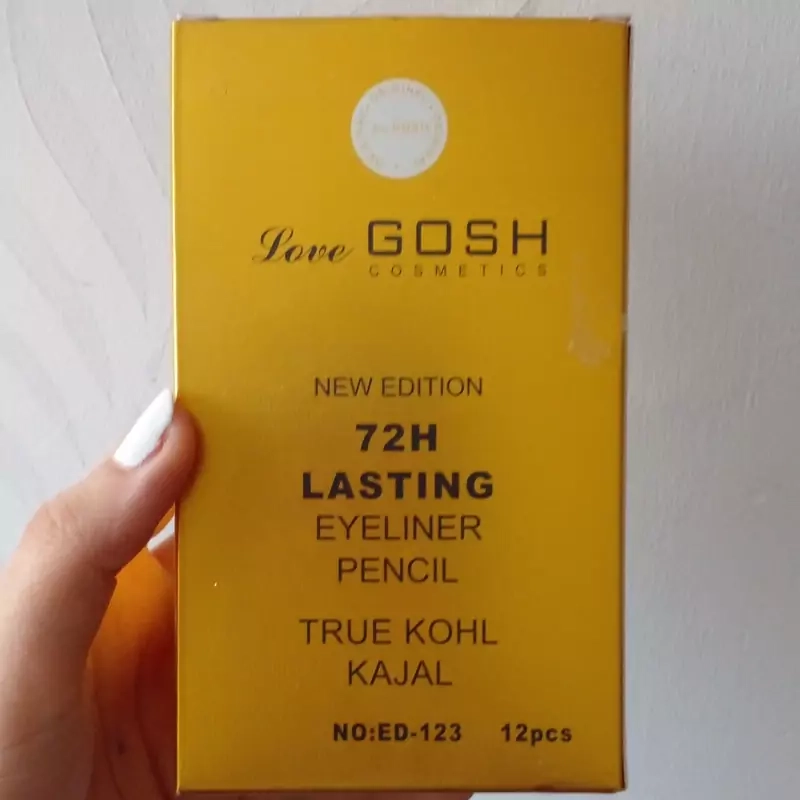 Love GOSH
COSMETICS
NEW EDITION
72H
LASTING
EYELINER
PENCIL
TRUE KOHL
KAJAL
NO:ED-123 12pcs